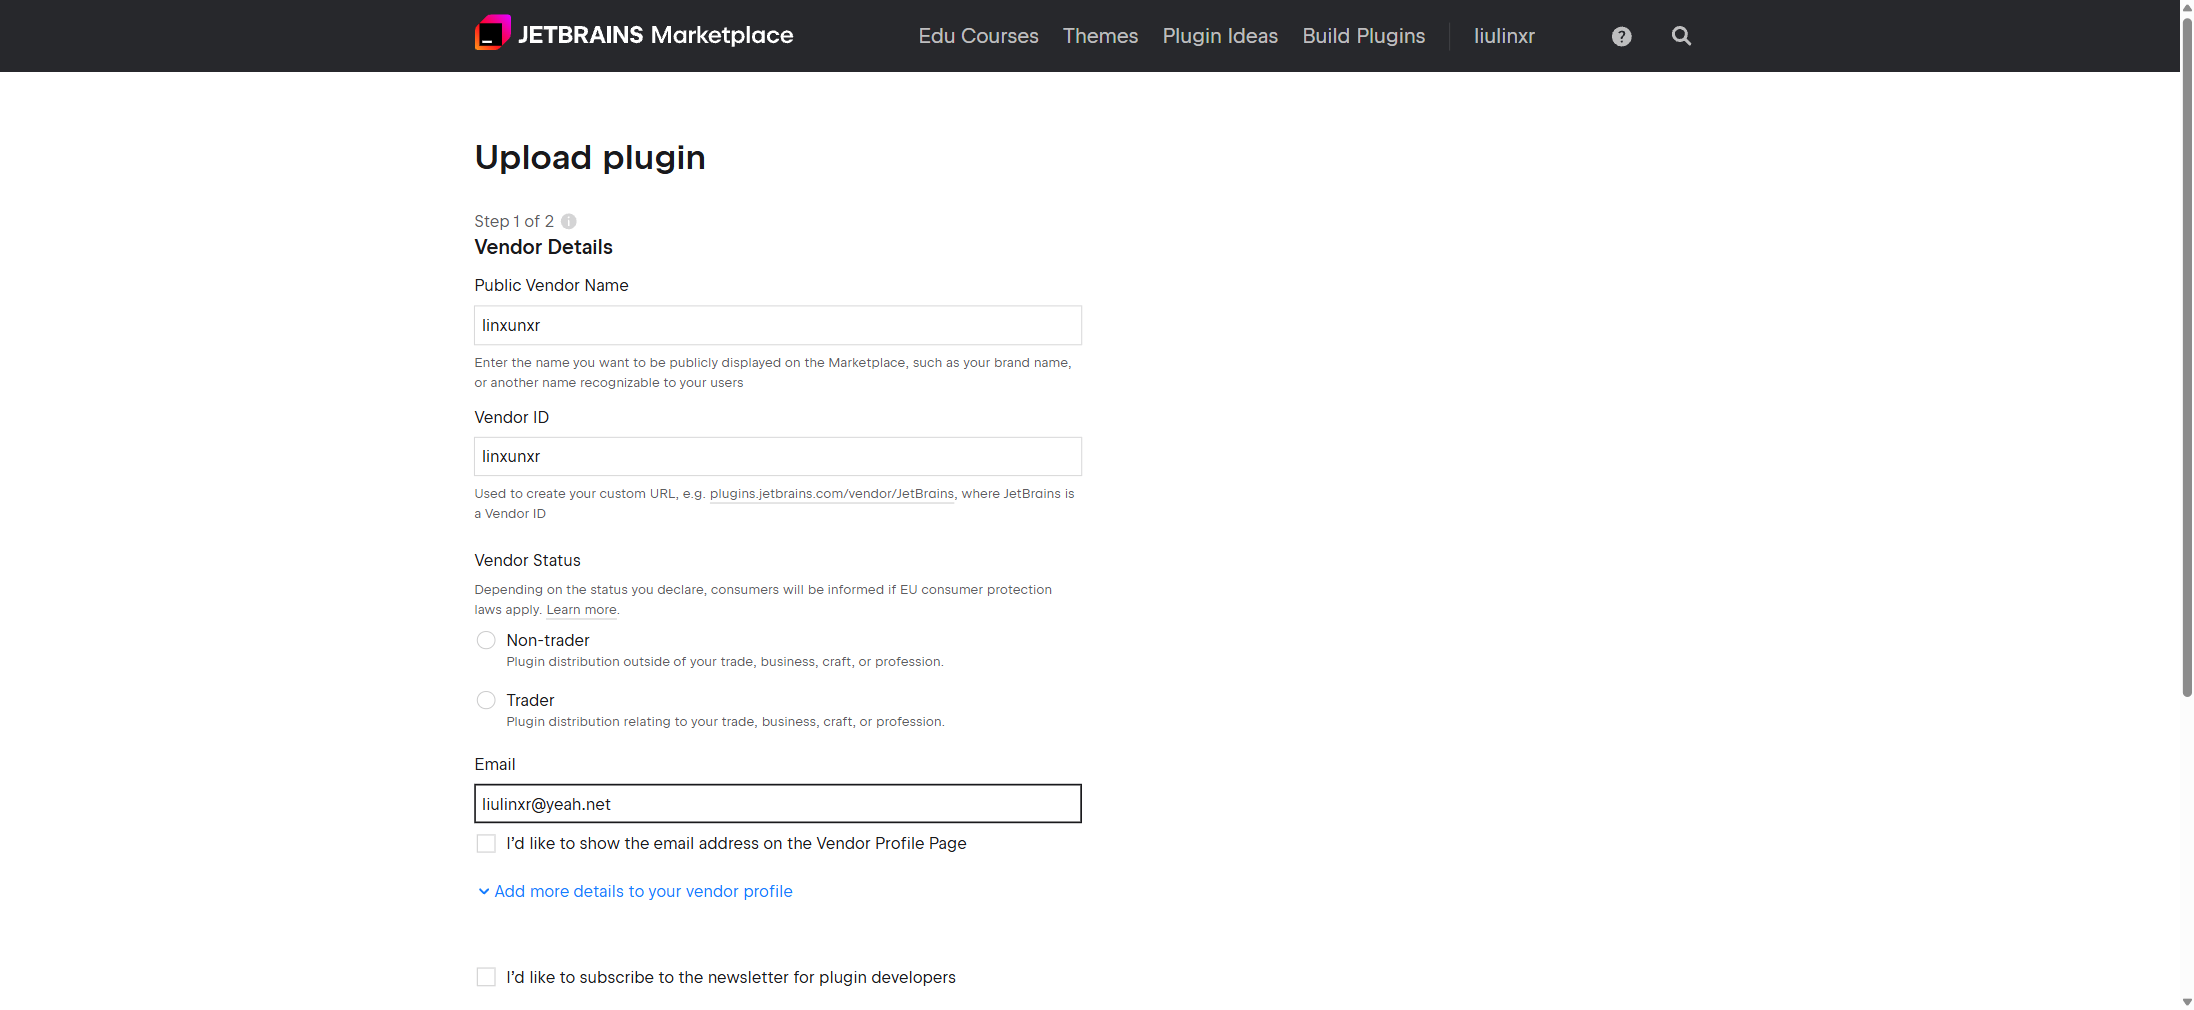 JETBRAINS Marketplace
Edu Courses Themes Plugin Ideas Build Plugins liulinxr
Upload plugin
Step 1 of 2
Vendor Details
Public Vendor Name
linxunxr
Enter the name you want to be publicly displayed on the Marketplace, such as your brand name,
or another name recognizable to your users
Vendor ID
linxunxr
Used to create your custom URL, e.g. plugins.jetbrains.com/vendor/JetBrains, where JetBrains is
a Vendor ID
Vendor Status
Depending on the status you declare, consumers will be informed if EU consumer protection
laws apply. Learn more.
Non-trader
Plugin distribution outside of your trade, business, craft, or profession.
Trader
Plugin distribution relating to your trade, business, craft, or profession.
Email
liulinxr@yeah.net
I’d like to show the email address on the Vendor Profile Page
Add more details to your vendor profile
I’d like to subscribe to the newsletter for plugin developers